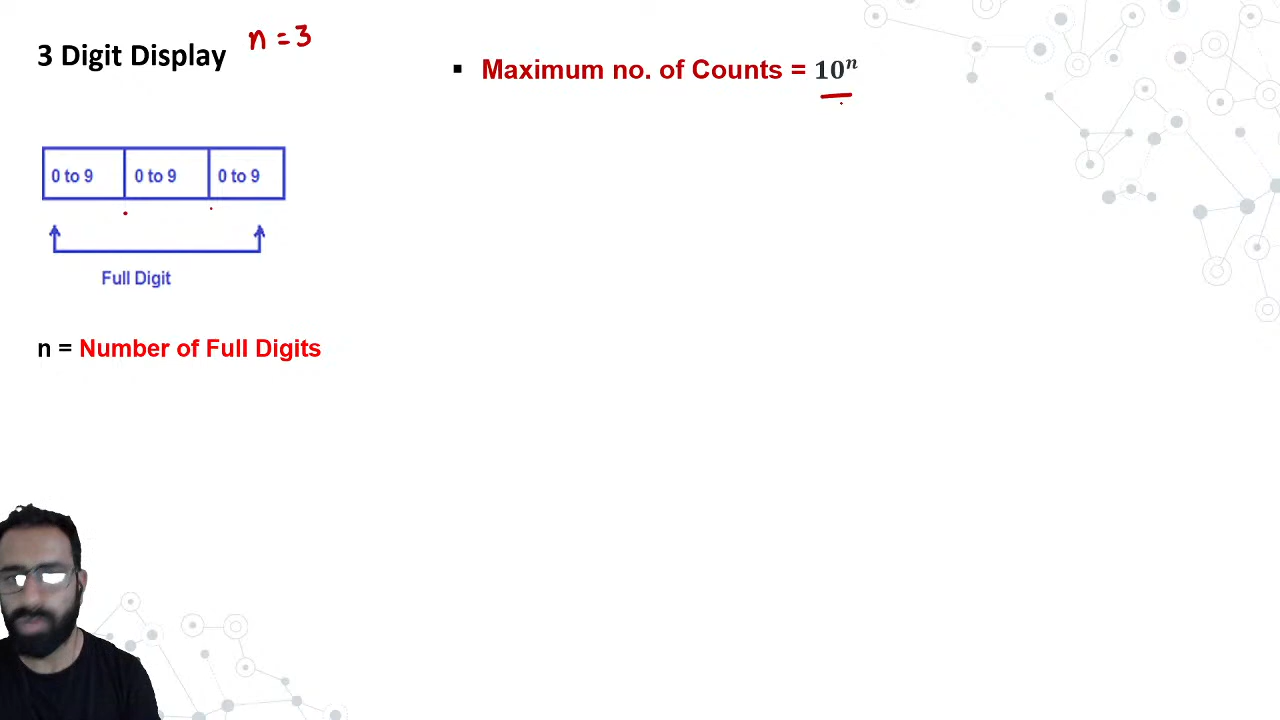 3 Digit Display n = 3
▪ Maximum no. of Counts = 10ⁿ
0 to 9 0 to 9 0 to 9
Full Digit
n = Number of Full Digits